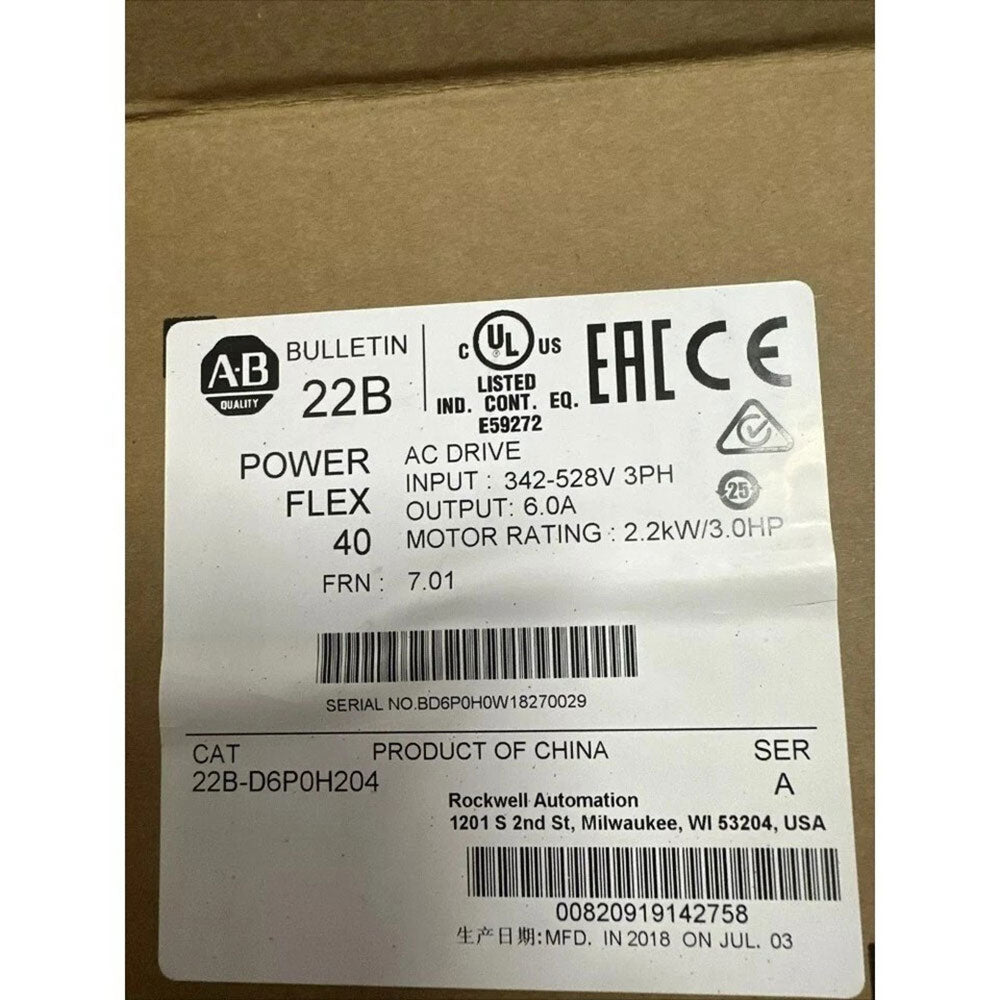 A·B
QUALITY
BULLETIN
22B
C UL US
LISTED
IND. CONT. EQ.
E59272
EAC CE
25
POWER
FLEX
40
AC DRIVE
INPUT : 342-528V 3PH
OUTPUT: 6.0A
MOTOR RATING : 2.2kW/3.0HP
FRN : 7.01
SERIAL NO.BD6P0H0W18270029
CAT PRODUCT OF CHINA SER
22B-D6P0H204 A
Rockwell Automation
1201 S 2nd St, Milwaukee, WI 53204, USA
00820919142758
生产日期:MFD. IN 2018 ON JUL. 03